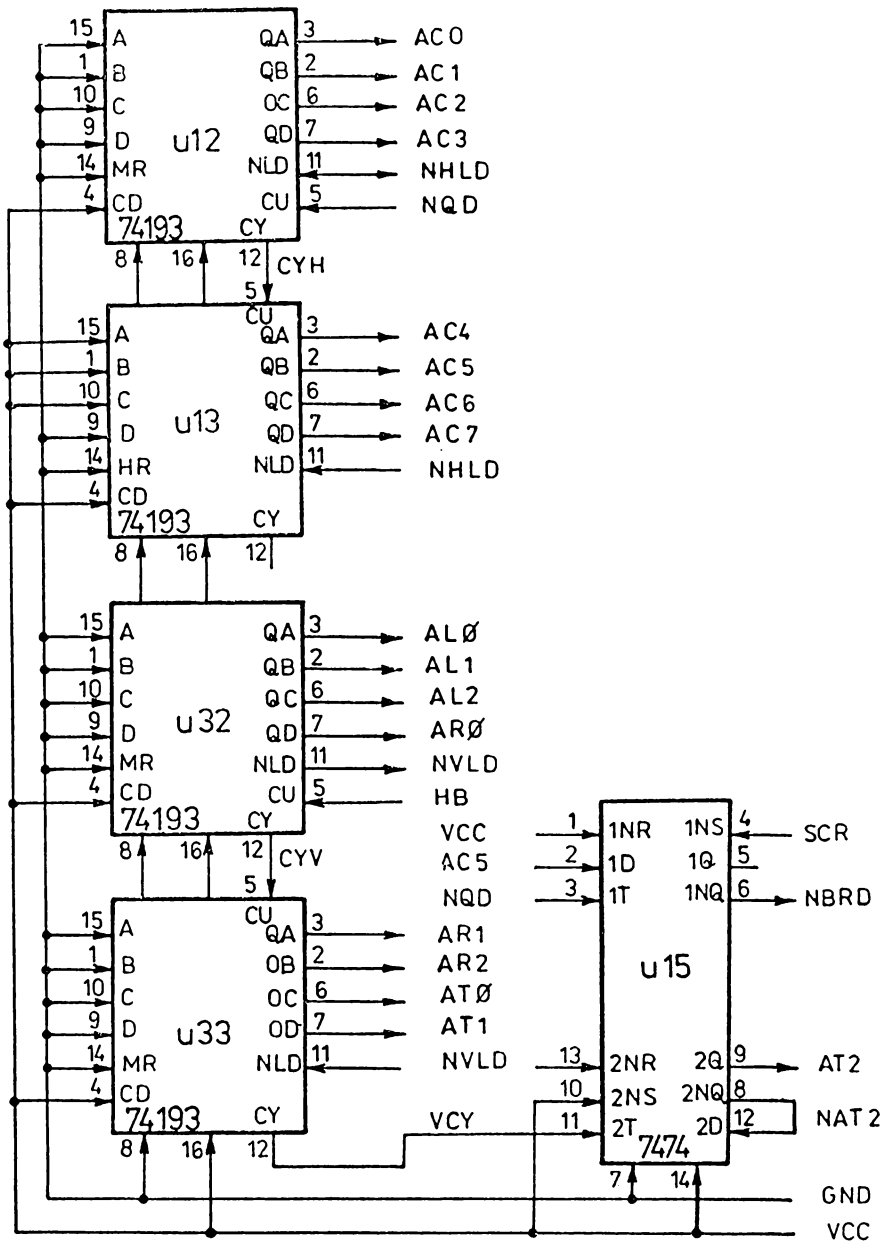 15 A QA 3 AC0
1 B QB 2 AC1
10 C OC 6 AC2
9 D QD 7 AC3
u12
14 MR NLD 11 NHLD
4 CD CU 5 NQD
74193 CY
8 16 12 CYH
5
CU
15 A QA 3 AC4
1 B QB 2 AC5
10 C QC 6 AC6
u13
9 D QD 7 AC7
14 HR NLD 11 NHLD
4 CD
74193 CY
8 16 12
15 A QA 3 ALØ
1 B QB 2 AL1
10 C QC 6 AL2
u32
9 D QD 7 ARØ
14 MR NLD 11 NVLD
4 CD CU 5 HB
74193 CY
8 16 12 CYV
5
CU
15 A QA 3 AR1
1 B OB 2 AR2
10 C OC 6 ATØ
9 D OD 7 AT1
u33
14 MR NLD 11 NVLD
4 CD
74193 CY
8 16 12
VCY
VCC 1 1NR 1NS 4 SCR
AC5 2 1D 1Q 5
NQD 3 1T 1NQ 6 NBRD
u15
13 2NR 2Q 9 AT2
10 2NS 2NQ 8
NAT2
11 2T 2D 12
7474
7 14
GND
VCC